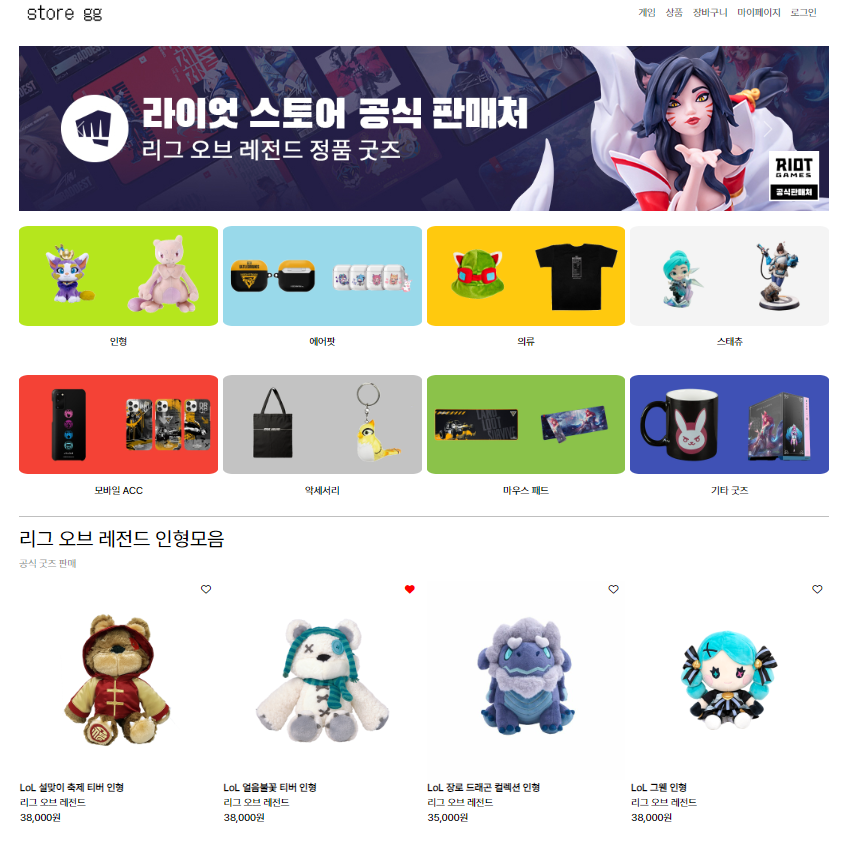 store gg
게임 상품 장바구니 마이페이지 로그인
라이엇 스토어 공식 판매처
리그 오브 레전드 정품 굿즈
RIOT
GAMES
공식판매처
인형 에어팟 의류 스태츄
모바일 ACC 악세서리 마우스 패드 기타 굿즈
리그 오브 레전드 인형모음
공식 굿즈 판매
LoL 설맞이 축제 티버 인형 LoL 얼음불꽃 티버 인형 LoL 장로 드래곤 컬렉션 인형 LoL 그웬 인형
리그 오브 레전드 리그 오브 레전드 리그 오브 레전드 리그 오브 레전드
38,000원 38,000원 35,000원 38,000원